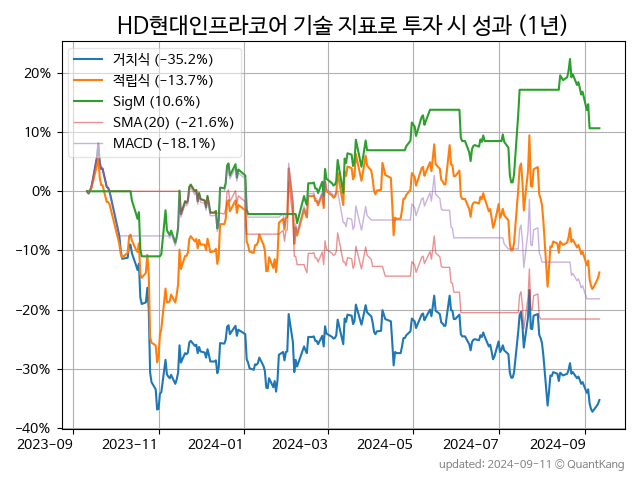 HD현대인프라코어 기술 지표로 투자 시 성과 (1년)
거치식 (−35.2%)
적립식 (−13.7%)
SigM (10.6%)
SMA(20) (−21.6%)
MACD (−18.1%)
20%
10%
0%
−10%
−20%
−30%
−40%
2023-09 2023-11 2024-01 2024-03 2024-05 2024-07 2024-09
updated: 2024-09-11 © QuantKang